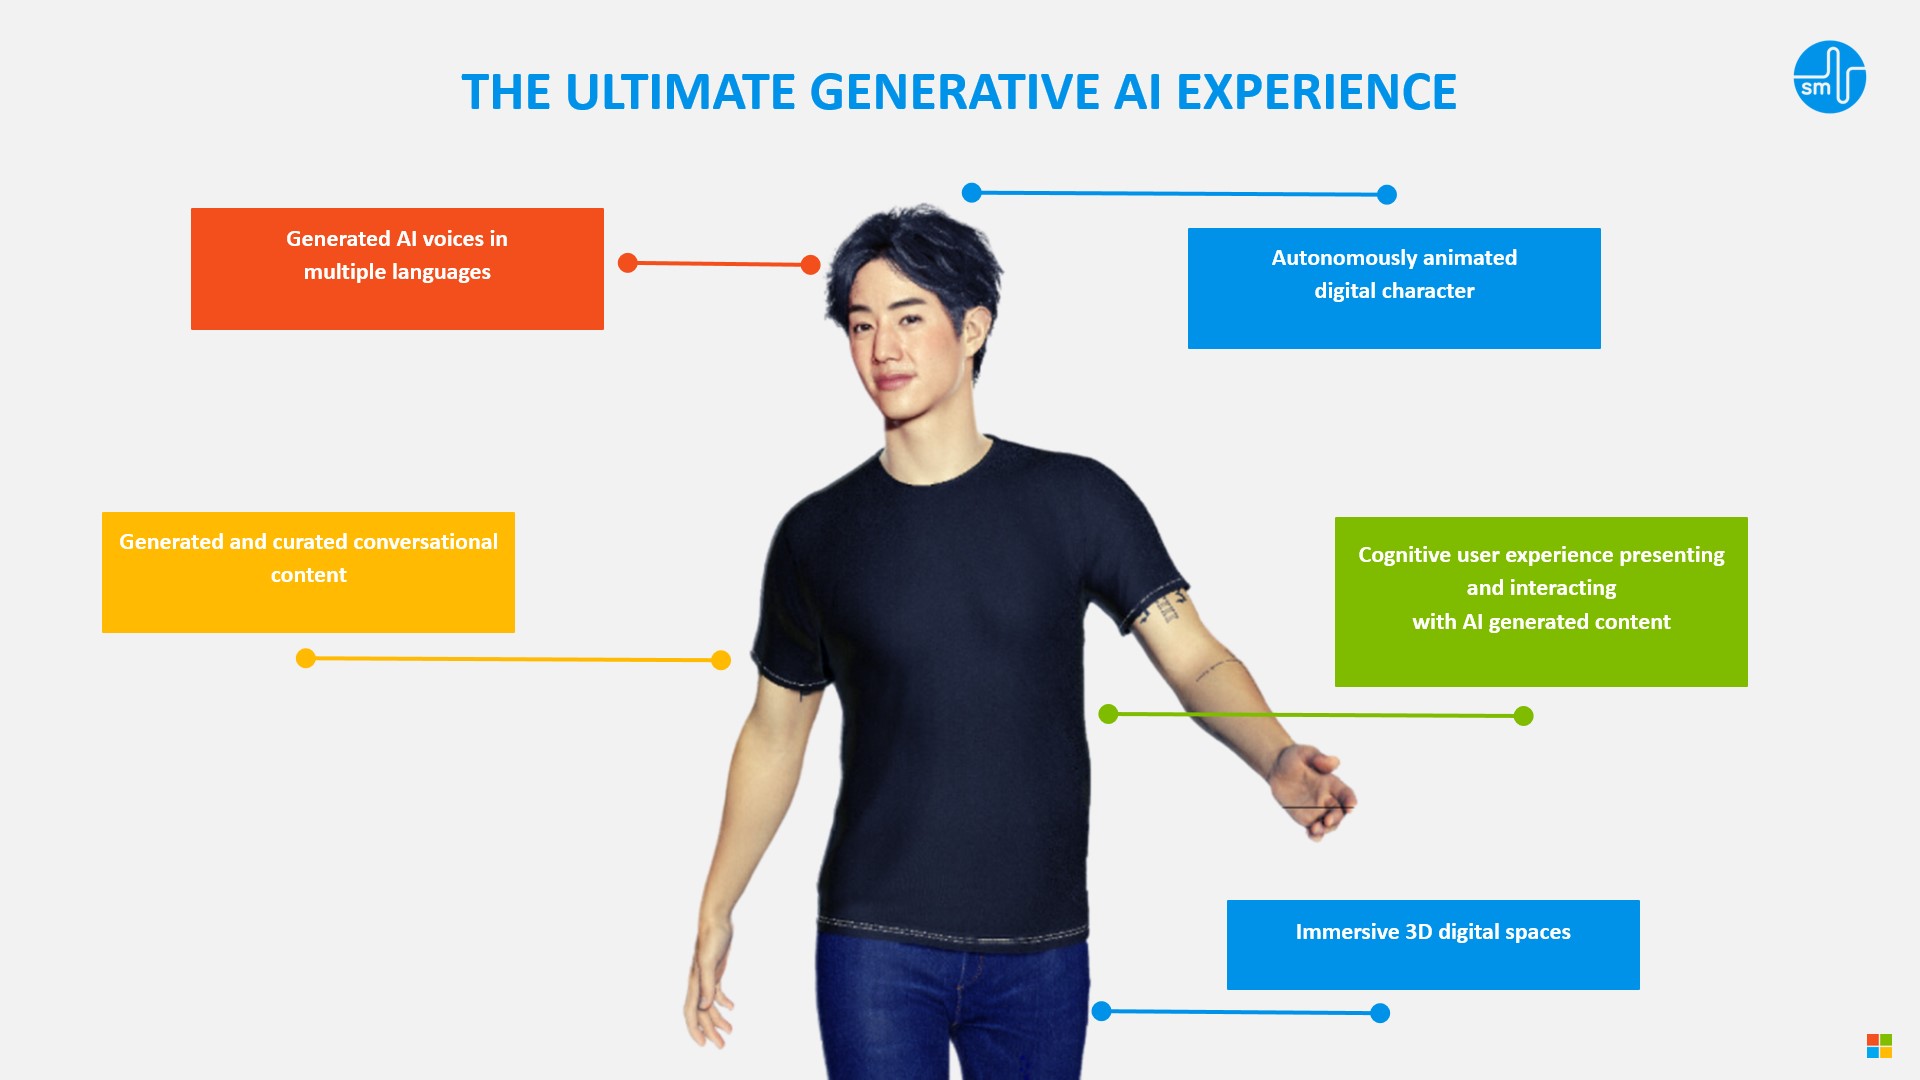 THE ULTIMATE GENERATIVE AI EXPERIENCE
sm
Generated AI voices in
multiple languages
Autonomously animated
digital character
Generated and curated conversational
content
Cognitive user experience presenting
and interacting
with AI generated content
Immersive 3D digital spaces